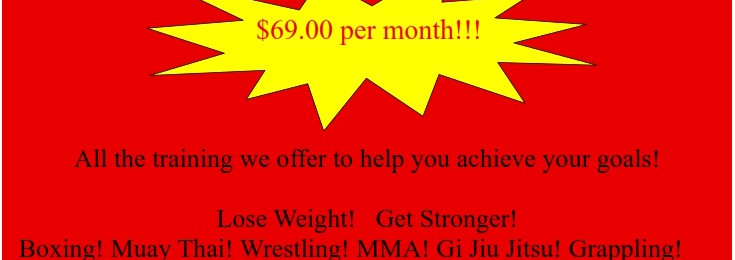 $69.00 per month!!!
All the training we offer to help you achieve your goals!
Lose Weight!   Get Stronger!
Boxing! Muay Thai! Wrestling! MMA! Gi Jiu Jitsu! Grappling!